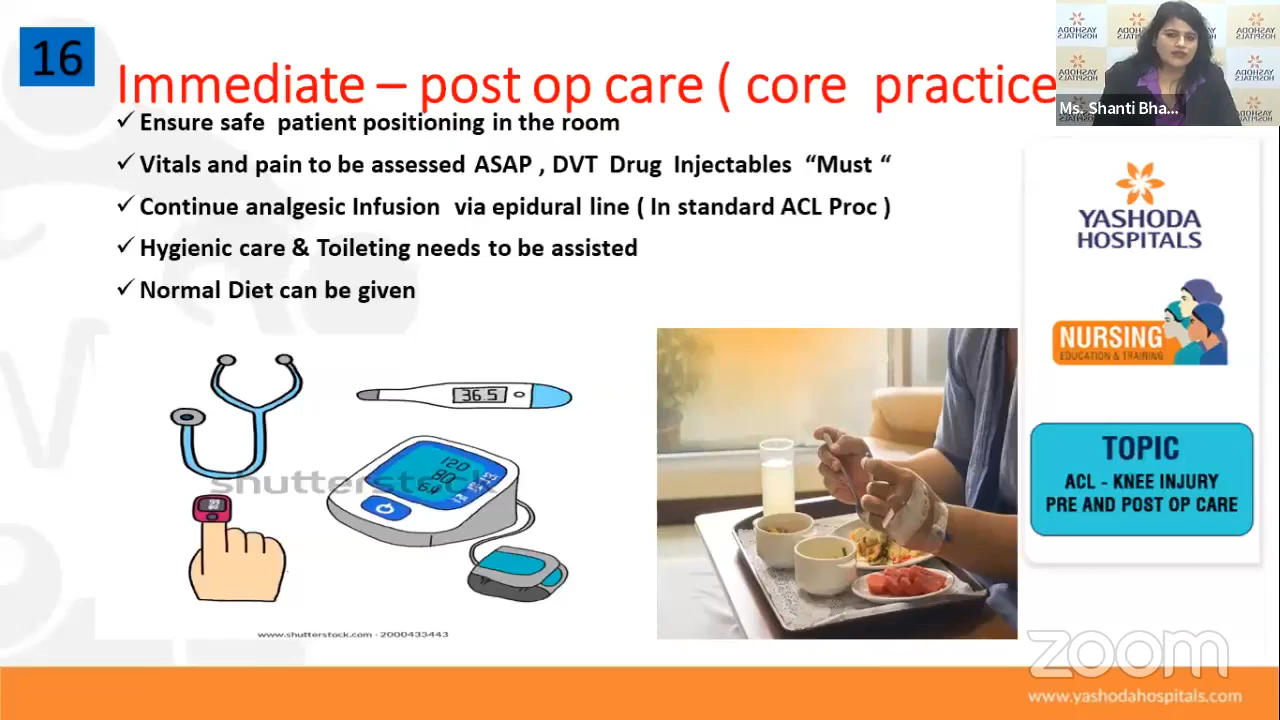 16
Immediate – post op care ( core practice
✓ Ensure safe patient positioning in the room
✓ Vitals and pain to be assessed ASAP , DVT Drug Injectables “Must “
✓ Continue analgesic Infusion via epidural line ( In standard ACL Proc )
✓ Hygienic care & Toileting needs to be assisted
✓ Normal Diet can be given
36.5
120
80
64
shutterstock
www.shutterstock.com · 2000433443
YASHODA
HOSPITALS
Ms. Shanti Bha...
YASHODA
HOSPITALS
NURSING
EDUCATION & TRAINING
TOPIC
ACL - KNEE INJURY
PRE AND POST OP CARE
zoom
www.yashodahospitals.com